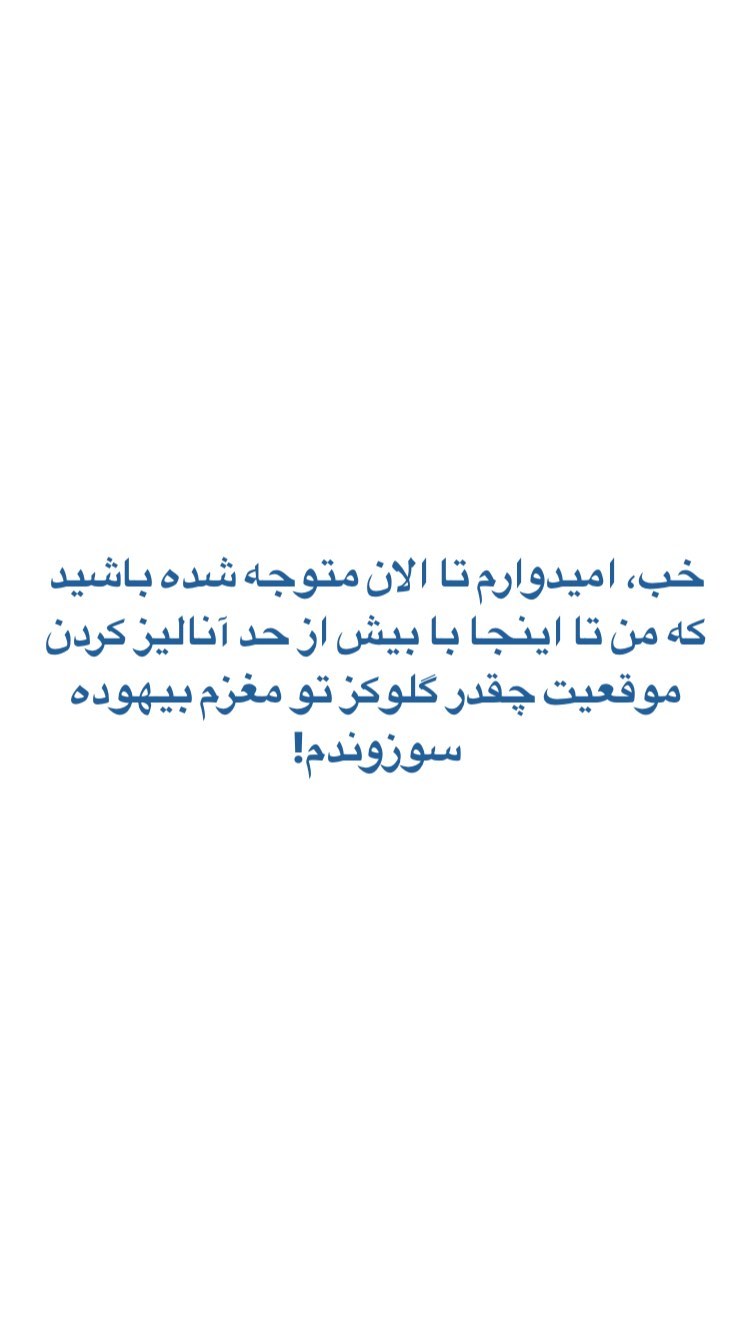 خب، امیدوارم تا الان متوجه شده باشید
که من تا اینجا با بیش از حد آنالیز کردن
موقعیت چقدر گلوکز تو مغزم بیهوده
سوزوندم!